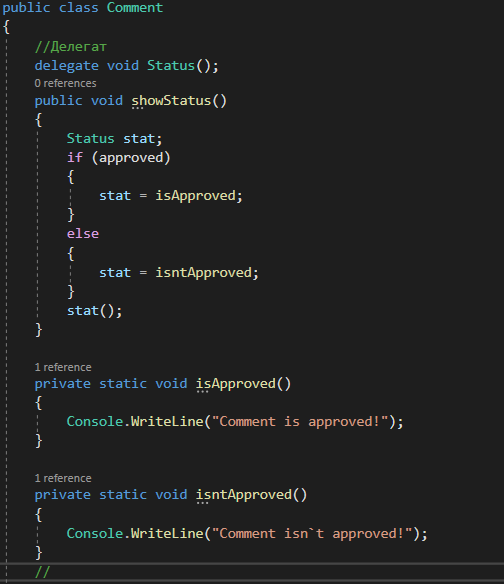 public class Comment
{
//Делегат
delegate void Status();
0 references
public void showStatus()
{
Status stat;
if (approved)
{
stat = isApproved;
}
else
{
stat = isntApproved;
}
stat();
}
1 reference
private static void isApproved()
{
Console.WriteLine("Comment is approved!");
}
1 reference
private static void isntApproved()
{
Console.WriteLine("Comment isn`t approved!");
}
//